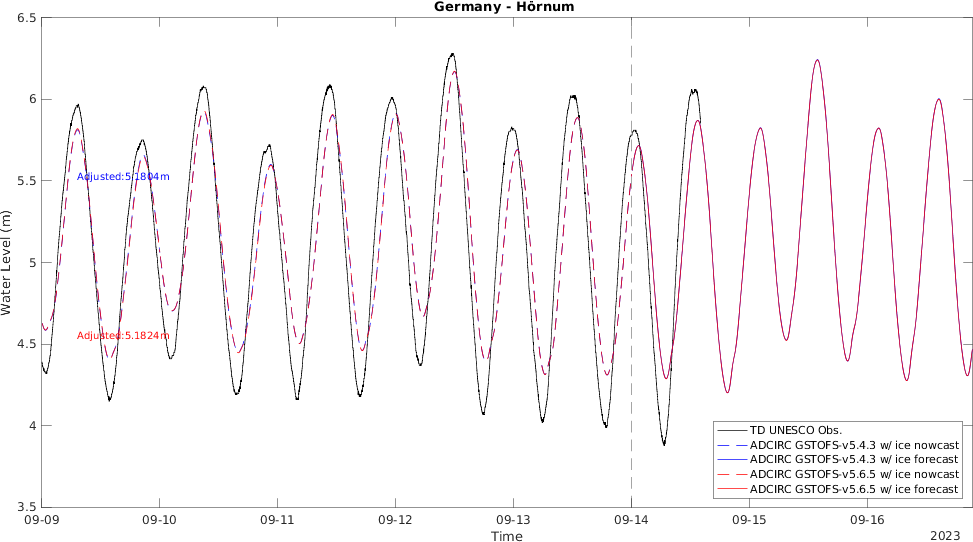 Germany - Hörnum
6.5
6
5.5
5
4.5
4
3.5
Water Level (m)
Adjusted:5.1804m
Adjusted:5.1824m
TD UNESCO Obs.
ADCIRC GSTOFS-v5.4.3 w/ ice nowcast
ADCIRC GSTOFS-v5.4.3 w/ ice forecast
ADCIRC GSTOFS-v5.6.5 w/ ice nowcast
ADCIRC GSTOFS-v5.6.5 w/ ice forecast
09-09 09-10 09-11 09-12 09-13 09-14 09-15 09-16
Time
2023